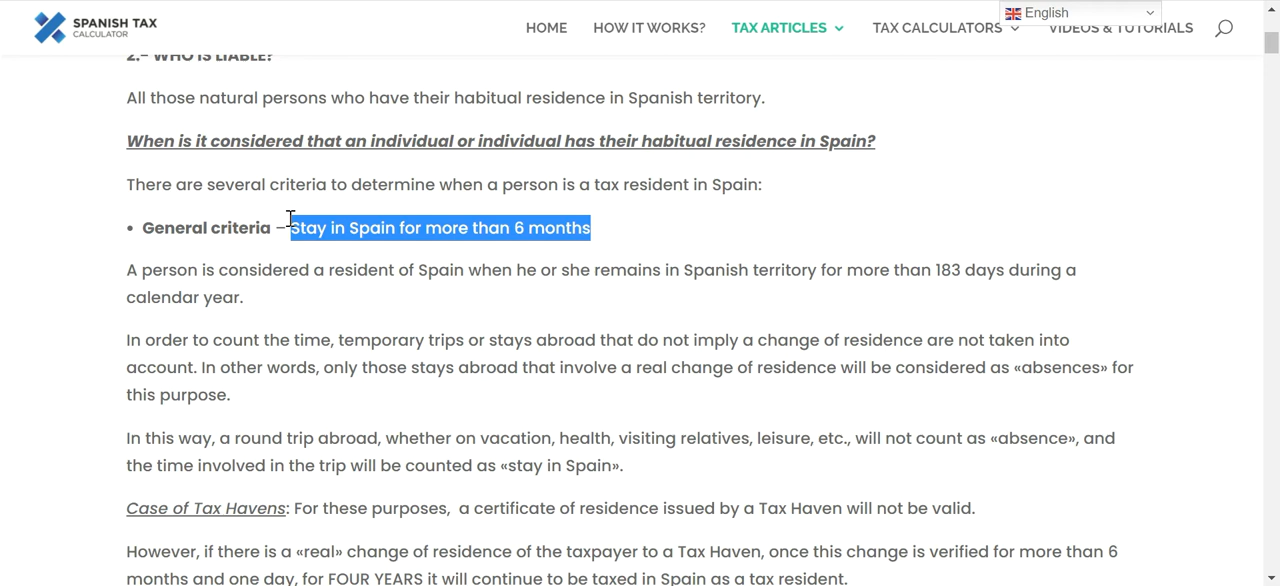 SPANISH TAX
CALCULATOR
HOME
HOW IT WORKS?
TAX ARTICLES
TAX CALCULATORS
VIDEOS & TUTORIALS
English
2.- WHO IS LIABLE?
All those natural persons who have their habitual residence in Spanish territory.
When is it considered that an individual or individual has their habitual residence in Spain?
There are several criteria to determine when a person is a tax resident in Spain:
• General criteria – Stay in Spain for more than 6 months
A person is considered a resident of Spain when he or she remains in Spanish territory for more than 183 days during a
calendar year.
In order to count the time, temporary trips or stays abroad that do not imply a change of residence are not taken into
account. In other words, only those stays abroad that involve a real change of residence will be considered as «absences» for
this purpose.
In this way, a round trip abroad, whether on vacation, health, visiting relatives, leisure, etc., will not count as «absence», and
the time involved in the trip will be counted as «stay in Spain».
Case of Tax Havens: For these purposes,  a certificate of residence issued by a Tax Haven will not be valid.
However, if there is a «real» change of residence of the taxpayer to a Tax Haven, once this change is verified for more than 6
months and one day, for FOUR YEARS it will continue to be taxed in Spain as a tax resident.